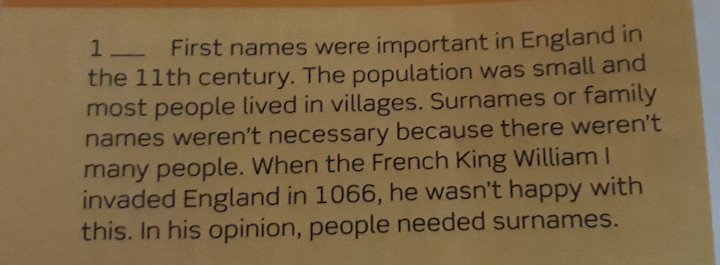 1 __ First names were important in England in
the 11th century. The population was small and
most people lived in villages. Surnames or family
names weren't necessary because there weren't
many people. When the French King William I
invaded England in 1066, he wasn't happy with
this. In his opinion, people needed surnames.